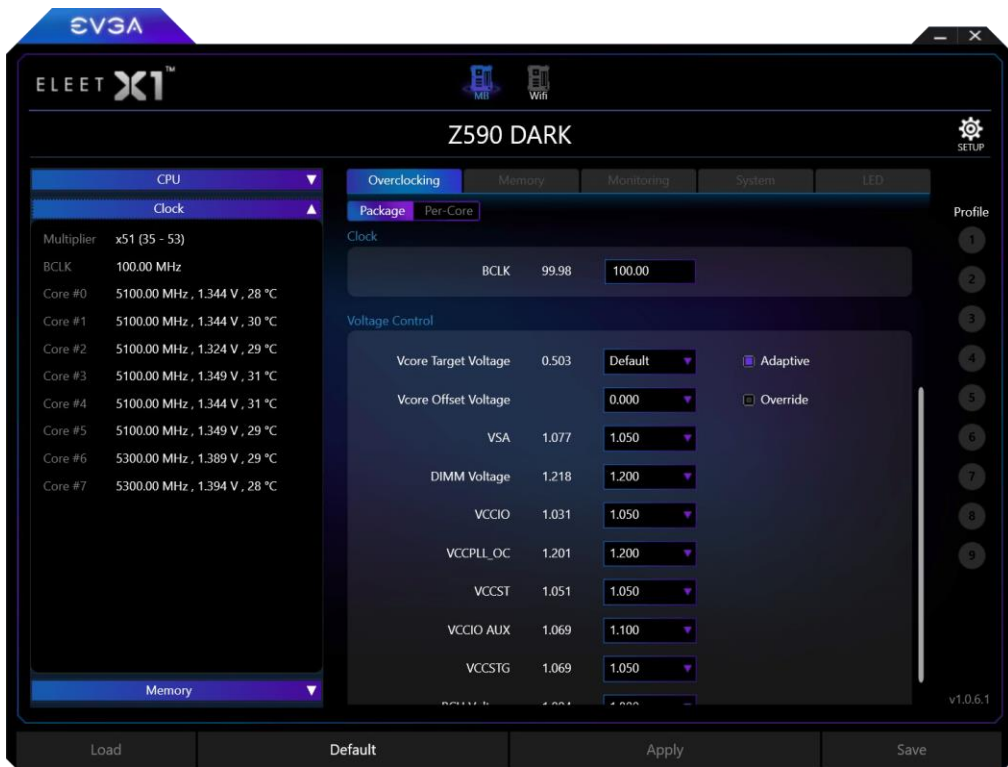 EVGA
ELEET X1™
MB
Wifi
Z590 DARK
SETUP
CPU
Clock
Multiplier x51 (35 - 53)
BCLK 100.00 MHz
Core #0 5100.00 MHz , 1.344 V , 28 °C
Core #1 5100.00 MHz , 1.344 V , 30 °C
Core #2 5100.00 MHz , 1.324 V , 29 °C
Core #3 5100.00 MHz , 1.349 V , 31 °C
Core #4 5100.00 MHz , 1.344 V , 31 °C
Core #5 5100.00 MHz , 1.349 V , 29 °C
Core #6 5300.00 MHz , 1.389 V , 29 °C
Core #7 5300.00 MHz , 1.394 V , 28 °C
Memory
Overclocking Memory Monitoring System LED
Package Per-Core
Clock
BCLK 99.98 100.00
Voltage Control
Vcore Target Voltage 0.503 Default Adaptive
Vcore Offset Voltage 0.000 Override
VSA 1.077 1.050
DIMM Voltage 1.218 1.200
VCCIO 1.031 1.050
VCCPLL_OC 1.201 1.200
VCCST 1.051 1.050
VCCIO AUX 1.069 1.100
VCCSTG 1.069 1.050
Profile
1
2
3
4
5
6
7
8
9
v1.0.6.1
Load Default Apply Save